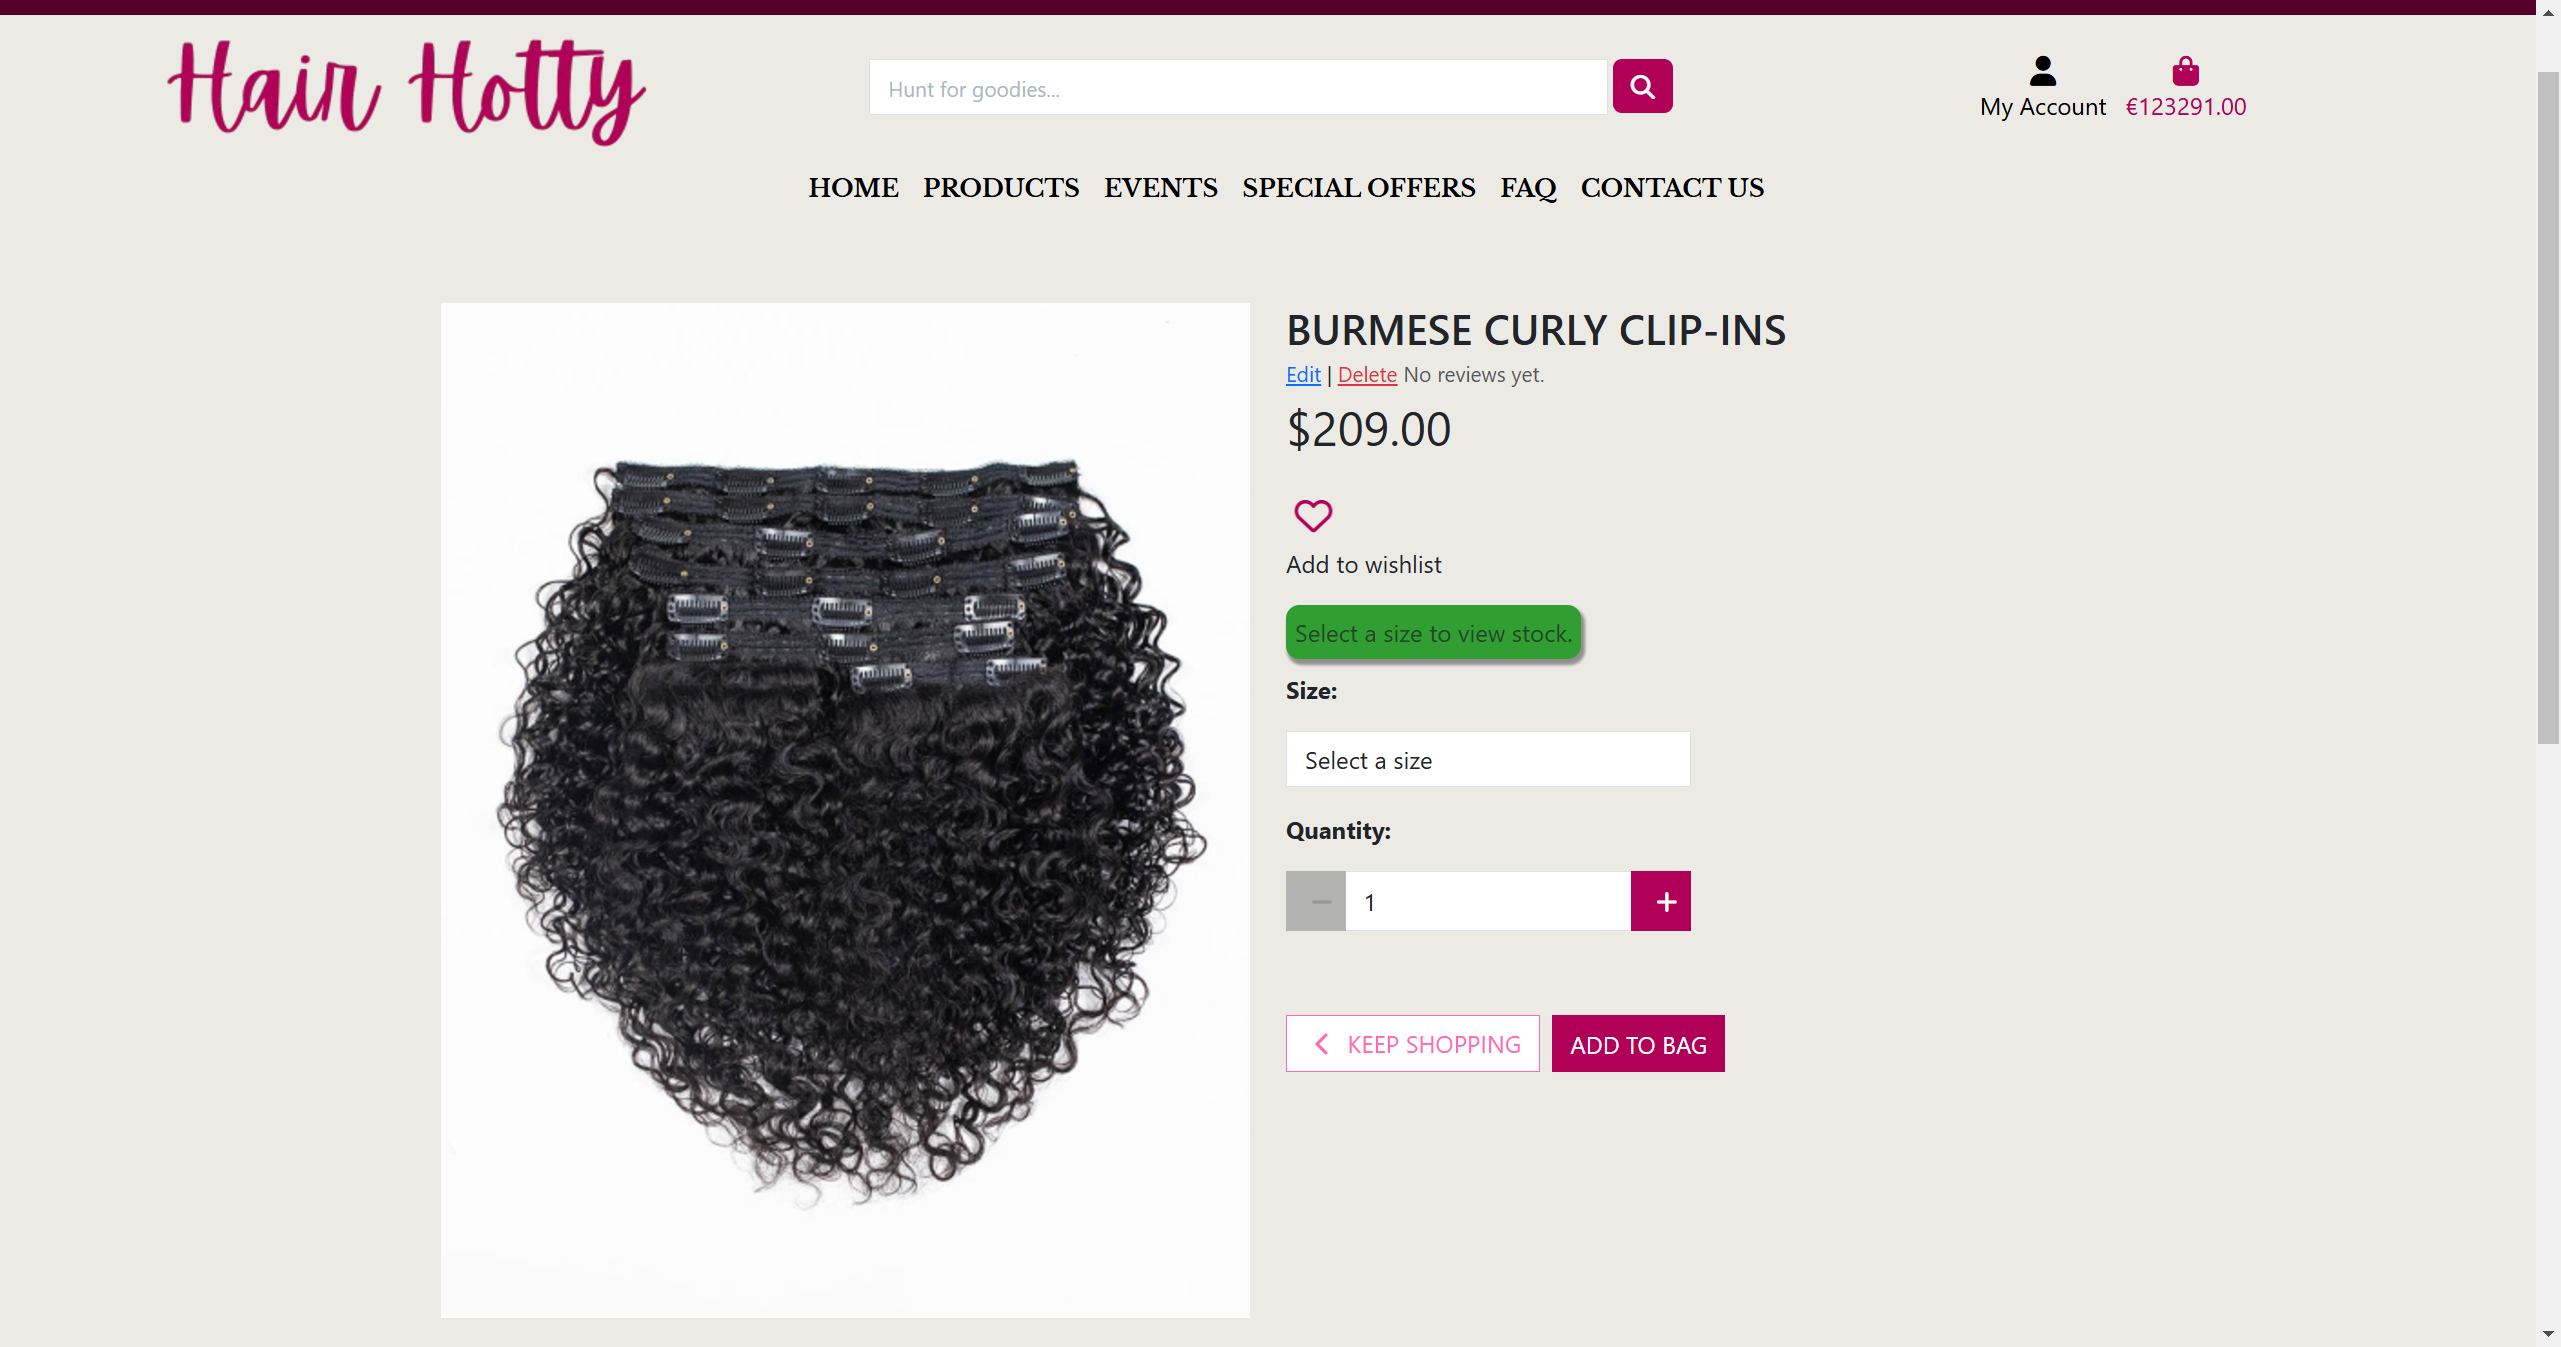 Hair Hotty
Hunt for goodies...
My Account
€123291.00
HOME PRODUCTS EVENTS SPECIAL OFFERS FAQ CONTACT US
BURMESE CURLY CLIP-INS
Edit | Delete No reviews yet.
$209.00
Add to wishlist
Select a size to view stock.
Size:
Select a size
Quantity:
1
KEEP SHOPPING
ADD TO BAG